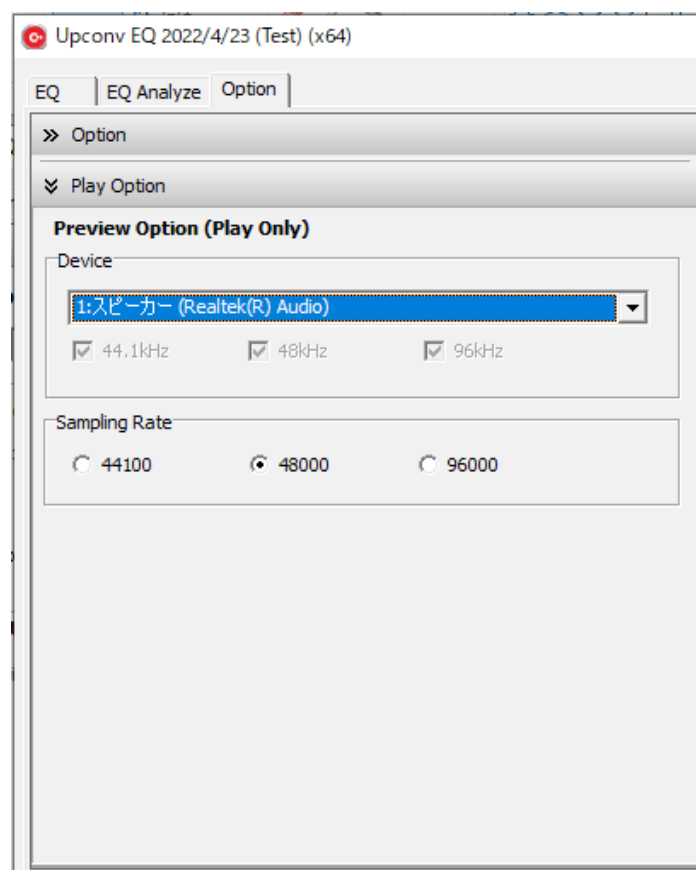 Upconv EQ 2022/4/23 (Test) (x64)
EQ EQ Analyze Option
Option
Play Option
Preview Option (Play Only)
Device
1:スピーカー (Realtek(R) Audio)
44.1kHz 48kHz 96kHz
Sampling Rate
44100 48000 96000